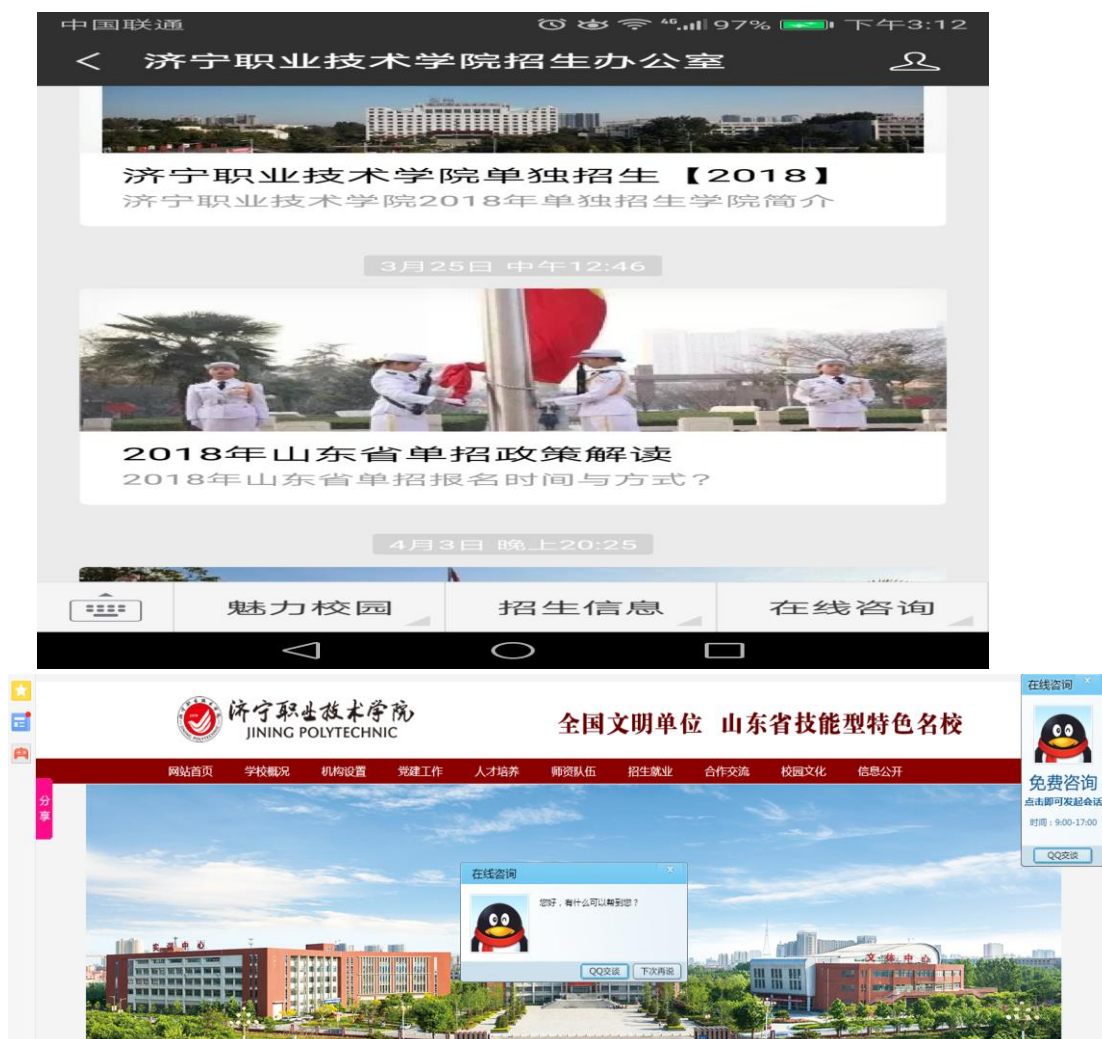 中国联通
4G 97% 下午3:12
济宁职业技术学院招生办公室
济宁职业技术学院单独招生【2018】
济宁职业技术学院2018年单独招生学院简介
3月25日 中午12:46
2018年山东省单招政策解读
2018年山东省单招报名时间与方式?
4月3日 晚上20:25
魅力校园 招生信息 在线咨询
济宁职业技术学院
JINING POLYTECHNIC
全国文明单位 山东省技能型特色名校
网站首页 学校概况 机构设置 党建工作 人才培养 师资队伍 招生就业 合作交流 校园文化 信息公开
分享
在线咨询
免费咨询
点击即可发起会话
时间:9:00-17:00
QQ交谈
在线咨询
您好,有什么可以帮到您?
QQ交谈 下次再说
实训中心
文体中心